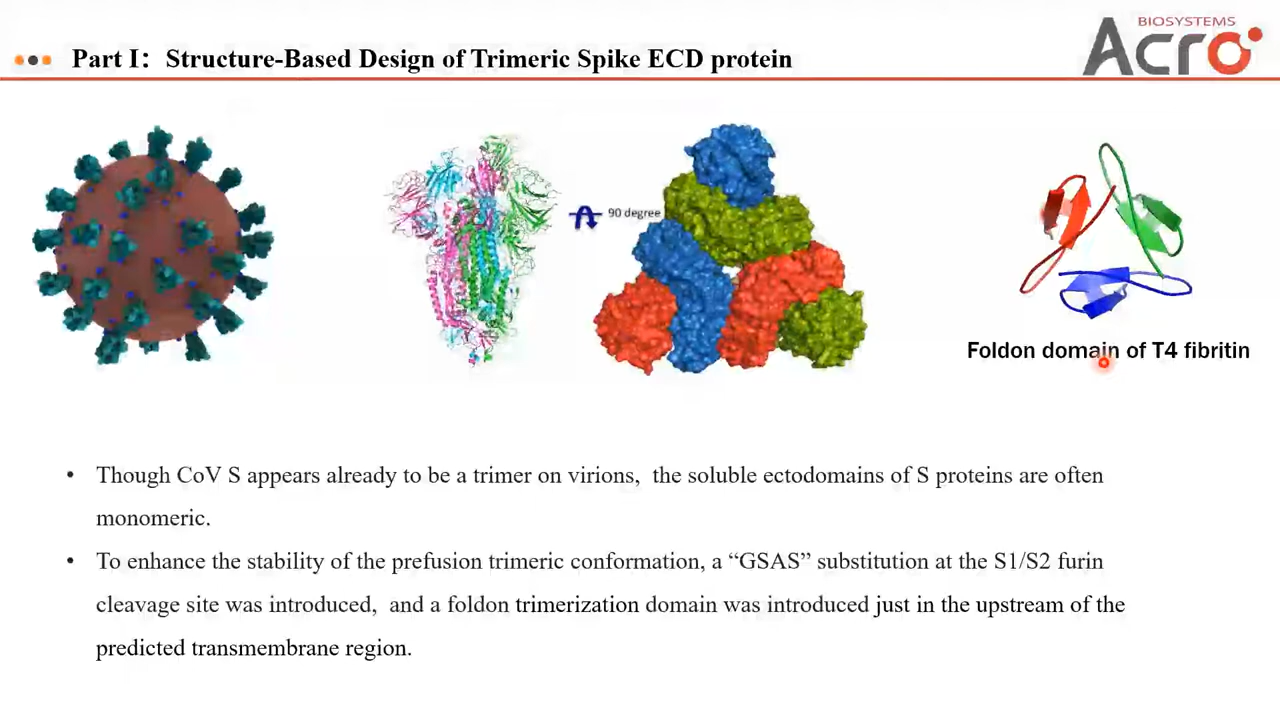 BIOSYSTEMS
Acro
Part I: Structure-Based Design of Trimeric Spike ECD protein
90 degree
Foldon domain of T4 fibritin
• Though CoV S appears already to be a trimer on virions, the soluble ectodomains of S proteins are often
monomeric.
• To enhance the stability of the prefusion trimeric conformation, a “GSAS” substitution at the S1/S2 furin
cleavage site was introduced, and a foldon trimerization domain was introduced just in the upstream of the
predicted transmembrane region.